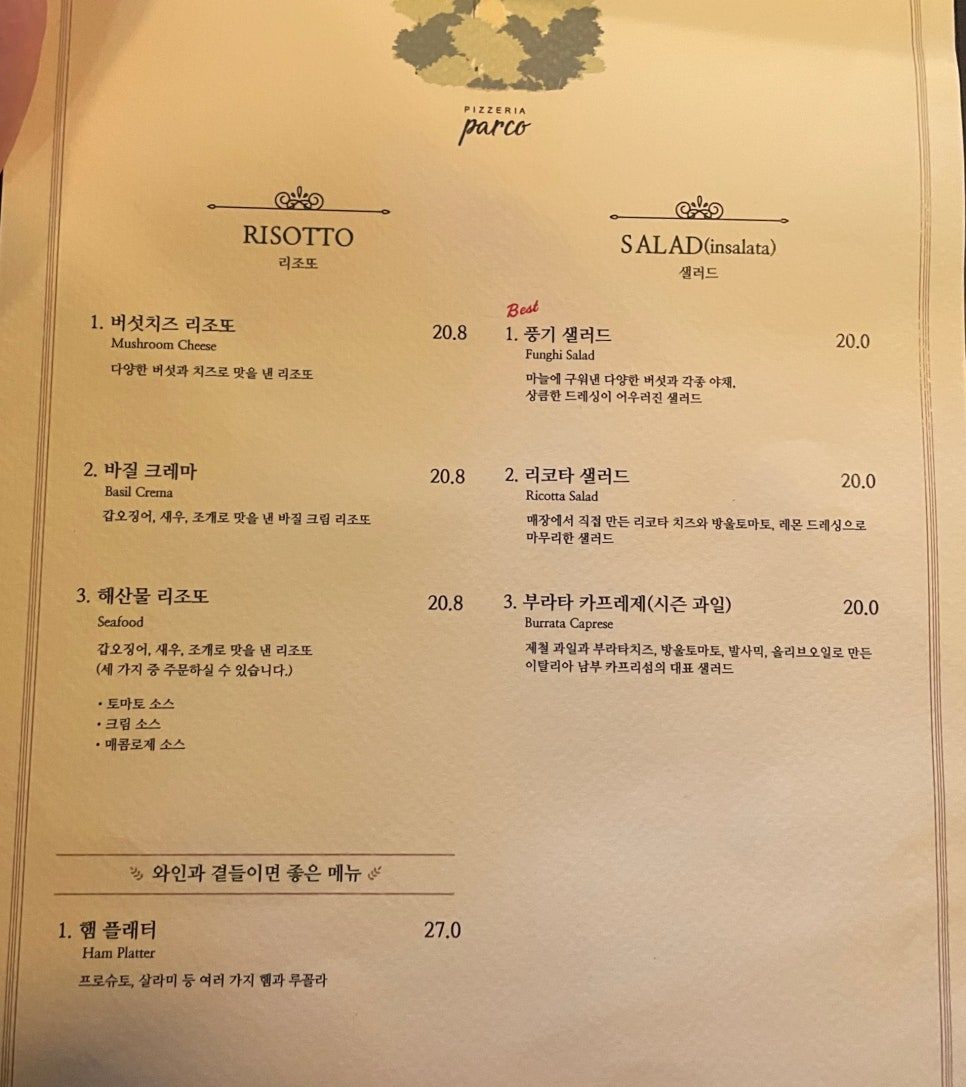 PIZZERIA
parco
RISOTTO
리조또
1. 버섯치즈 리조또 20.8
Mushroom Cheese
다양한 버섯과 치즈로 맛을 낸 리조또
2. 바질 크레마 20.8
Basil Crema
갑오징어, 새우, 조개로 맛을 낸 바질 크림 리조또
3. 해산물 리조또 20.8
Seafood
갑오징어, 새우, 조개로 맛을 낸 리조또
(세 가지 중 주문하실 수 있습니다.)
• 토마토 소스
• 크림 소스
• 매콤로제 소스
와인과 곁들이면 좋은 메뉴
1. 햄 플래터 27.0
Ham Platter
프로슈토, 살라미 등 여러 가지 햄과 루꼴라
SALAD(insalata)
샐러드
Best
1. 풍기 샐러드 20.0
Funghi Salad
마늘에 구워낸 다양한 버섯과 각종 야채,
상큼한 드레싱이 어우러진 샐러드
2. 리코타 샐러드 20.0
Ricotta Salad
매장에서 직접 만든 리코타 치즈와 방울토마토, 레몬 드레싱으로
마무리한 샐러드
3. 부라타 카프레제(시즌 과일) 20.0
Burrata Caprese
제철 과일과 부라타치즈, 방울토마토, 발사믹, 올리브오일로 만든
이탈리아 남부 카프리섬의 대표 샐러드